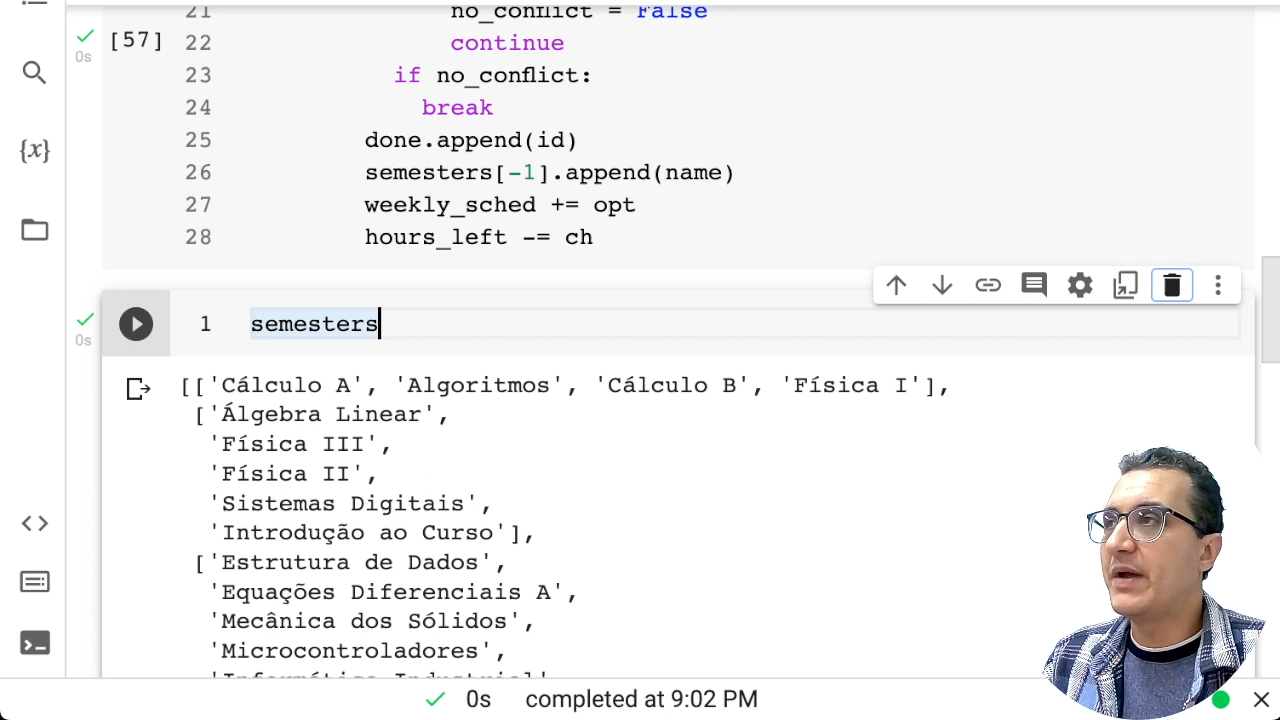 21 no_conflict = False
[57] 22 continue
0s
23 if no_conflict:
24 break
25 done.append(id)
26 semesters[-1].append(name)
27 weekly_sched += opt
28 hours_left -= ch
{x}
1 semesters
0s
[['Cálculo A', 'Algoritmos', 'Cálculo B', 'Física I'],
['Álgebra Linear',
'Física III',
'Física II',
'Sistemas Digitais',
'Introdução ao Curso'],
['Estrutura de Dados',
'Equações Diferenciais A',
'Mecânica dos Sólidos',
'Microcontroladores',
'Informática Industrial'
0s completed at 9:02 PM